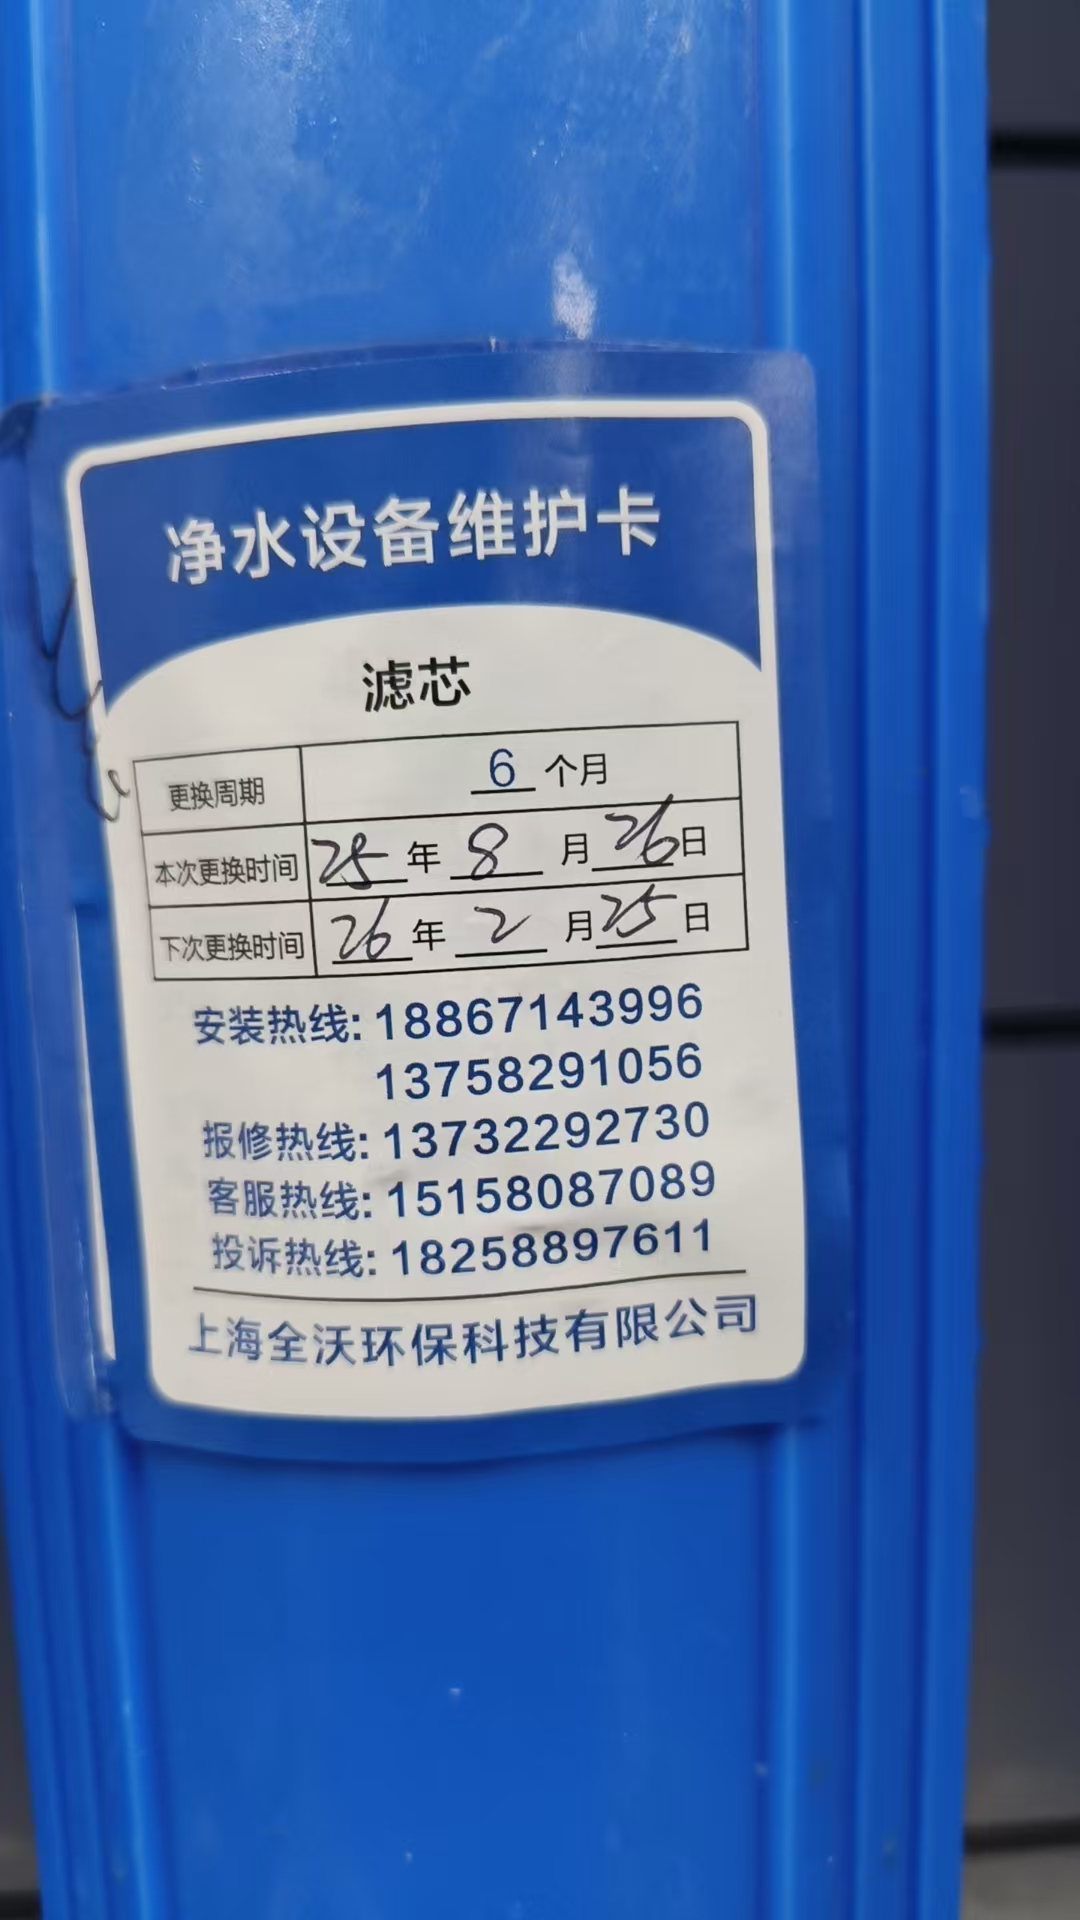 净水设备维护卡
滤芯
更换周期 6 个月
本次更换时间 25 年 8 月 26 日
下次更换时间 26 年 2 月 25 日
安装热线: 18867143996
13758291056
报修热线: 13732292730
客服热线: 15158087089
投诉热线: 18258897611
上海全沃环保科技有限公司